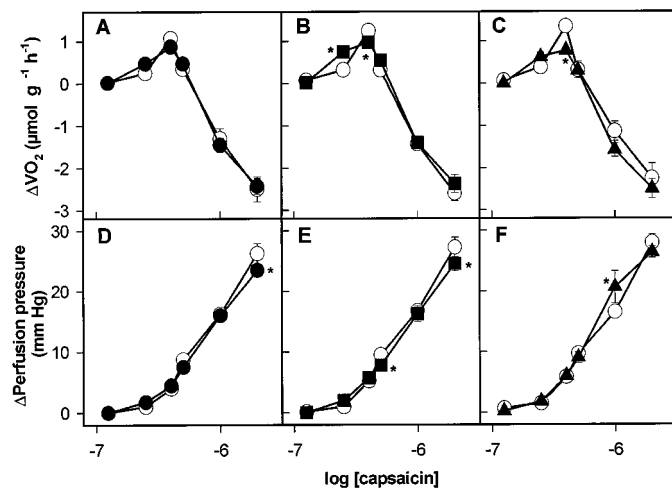 A B C
ΔVO₂ (μmol g⁻¹ h⁻¹)
1
0
-1
-2
-3
* * *
D E F
ΔPerfusion pressure
(mm Hg)
30
20
10
0
* * * *
-7 -6 -7 -6 -7 -6
log [capsaicin]